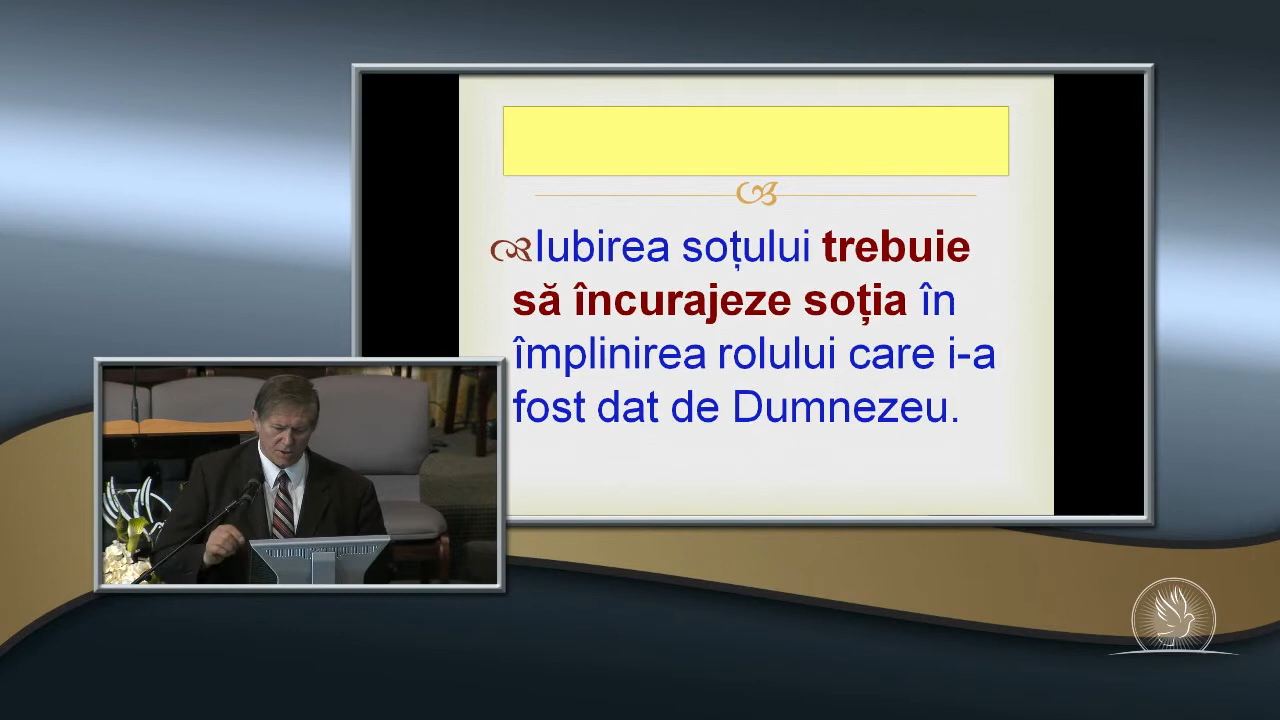 Iubirea soțului trebuie
să încurajeze soția în
împlinirea rolului care i-a
fost dat de Dumnezeu.